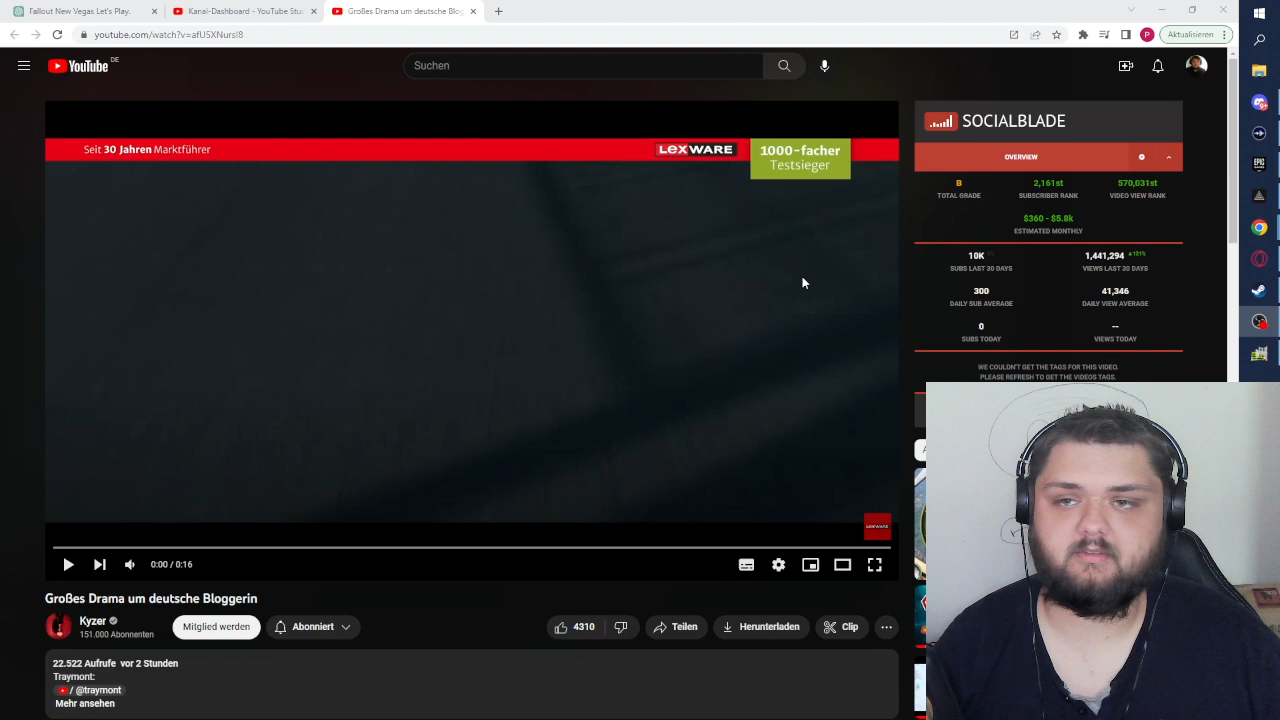 Fallout New Vegas Let's Play.
Kanal-Dashboard - YouTube Stu
Großes Drama um deutsche Blog
youtube.com/watch?v=afU5XNursI8
P
Aktualisieren
YouTube DE
Suchen
Seit 30 Jahren Marktführer
LEXWARE
1000-facher
Testsieger
SOCIALBLADE
OVERVIEW
B
2,161st
570,031st
TOTAL GRADE
SUBSCRIBER RANK
VIDEO VIEW RANK
$360 - $5.8k
ESTIMATED MONTHLY
10K
1,441,294 ▲121%
SUBS LAST 30 DAYS
VIEWS LAST 30 DAYS
300
41,346
DAILY SUB AVERAGE
DAILY VIEW AVERAGE
0
--
SUBS TODAY
VIEWS TODAY
WE COULDN'T GET THE TAGS FOR THIS VIDEO.
PLEASE REFRESH TO GET THE VIDEOS TAGS.
LEXWARE
0:00 / 0:16
Großes Drama um deutsche Bloggerin
Kyzer
151.000 Abonnenten
Mitglied werden
Abonniert
4310
Teilen
Herunterladen
Clip
22.522 Aufrufe vor 2 Stunden
Traymont:
/ @traymont
Mehr ansehen
EPIC